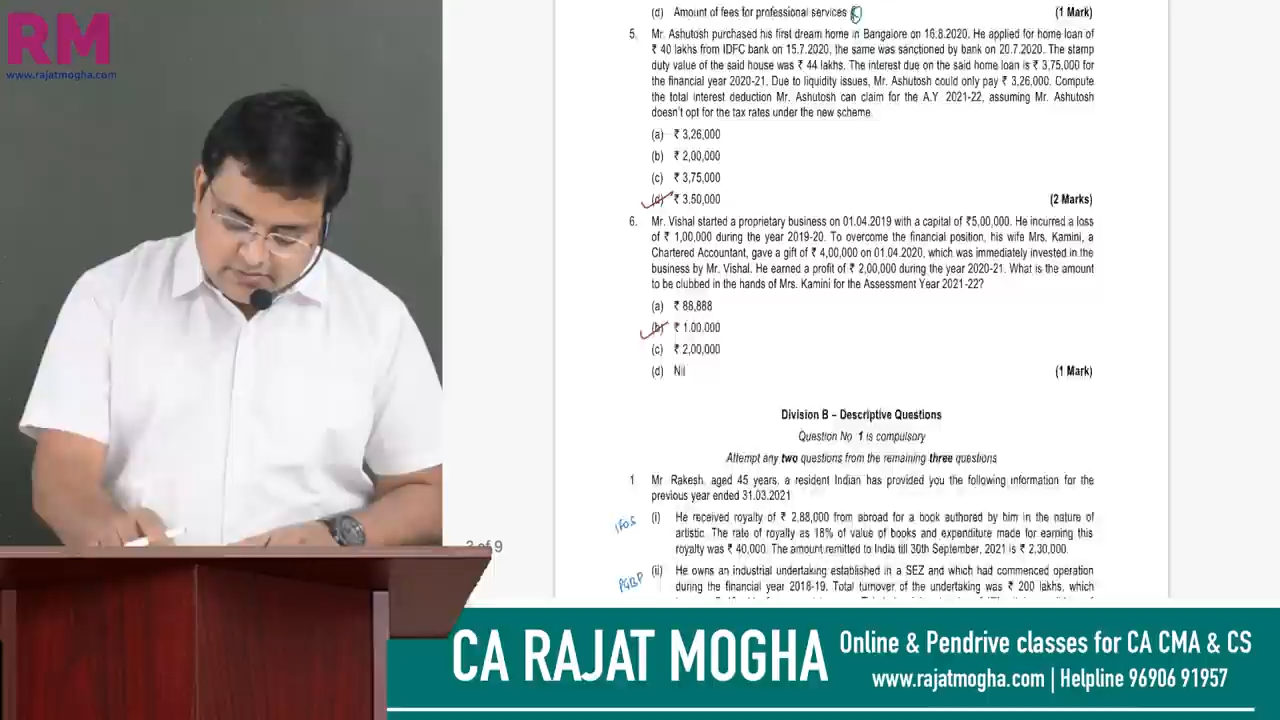 RM
www.rajatmogha.com
(d) Amount of fees for professional services (1 Mark)
5. Mr. Ashutosh purchased his first dream home in Bangalore on 16.8.2020. He applied for home loan of
₹ 40 lakhs from IDFC bank on 15.7.2020, the same was sanctioned by bank on 20.7.2020. The stamp
duty value of the said house was ₹ 44 lakhs. The interest due on the said home loan is ₹ 3,75,000 for
the financial year 2020-21. Due to liquidity issues, Mr. Ashutosh could only pay ₹ 3,26,000. Compute
the total interest deduction Mr. Ashutosh can claim for the A.Y 2021-22, assuming Mr. Ashutosh
doesn't opt for the tax rates under the new scheme.
(a) ₹ 3,26,000
(b) ₹ 2,00,000
(c) ₹ 3,75,000
(d) ₹ 3,50,000 (2 Marks)
6. Mr. Vishal started a proprietary business on 01.04.2019 with a capital of ₹5,00,000. He incurred a loss
of ₹ 1,00,000 during the year 2019-20. To overcome the financial position, his wife Mrs. Kamini, a
Chartered Accountant, gave a gift of ₹ 4,00,000 on 01.04.2020, which was immediately invested in the
business by Mr. Vishal. He earned a profit of ₹ 2,00,000 during the year 2020-21. What is the amount
to be clubbed in the hands of Mrs. Kamini for the Assessment Year 2021-22?
(a) ₹ 88,888
(b) ₹ 1,00,000
(c) ₹ 2,00,000
(d) Nil (1 Mark)
Division B – Descriptive Questions
Question No 1 is compulsory
Attempt any two questions from the remaining three questions
1 Mr Rakesh, aged 45 years, a resident Indian has provided you the following information for the
previous year ended 31.03.2021
IFOS (i) He received royalty of ₹ 2,88,000 from abroad for a book authored by him in the nature of
artistic. The rate of royalty as 18% of value of books and expenditure made for earning this
royalty was ₹ 40,000. The amount remitted to India till 30th September, 2021 is ₹ 2,30,000.
of 9
PGBP (ii) He owns an industrial undertaking established in a SEZ and which had commenced operation
during the financial year 2018-19. Total turnover of the undertaking was ₹ 200 lakhs, which
CA RAJAT MOGHA
Online & Pendrive classes for CA CMA & CS
www.rajatmogha.com | Helpline 96906 91957